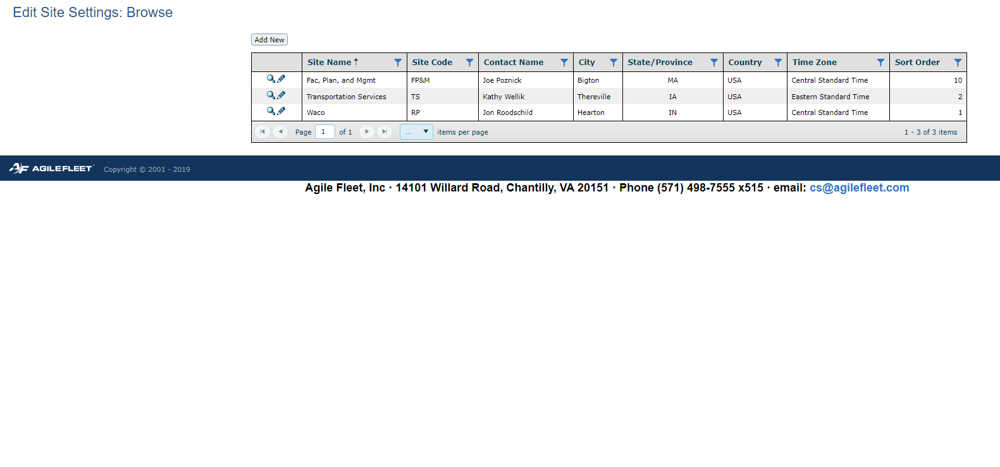 Edit Site Settings: Browse
Add New
Site Name Site Code Contact Name City State/Province Country Time Zone Sort Order
Fac, Plan, and Mgmt FP&M Joe Poznick Bigton MA USA Central Standard Time 10
Transportation Services TS Kathy Wellik Thereville IA USA Eastern Standard Time 2
Waco RP Jon Roodschild Hearton IN USA Central Standard Time 1
Page 1 of 1 ... items per page 1 - 3 of 3 items
AF AGILEFLEET Copyright © 2001 - 2019
Agile Fleet, Inc · 14101 Willard Road, Chantilly, VA 20151 · Phone (571) 498-7555 x515 · email: cs@agilefleet.com